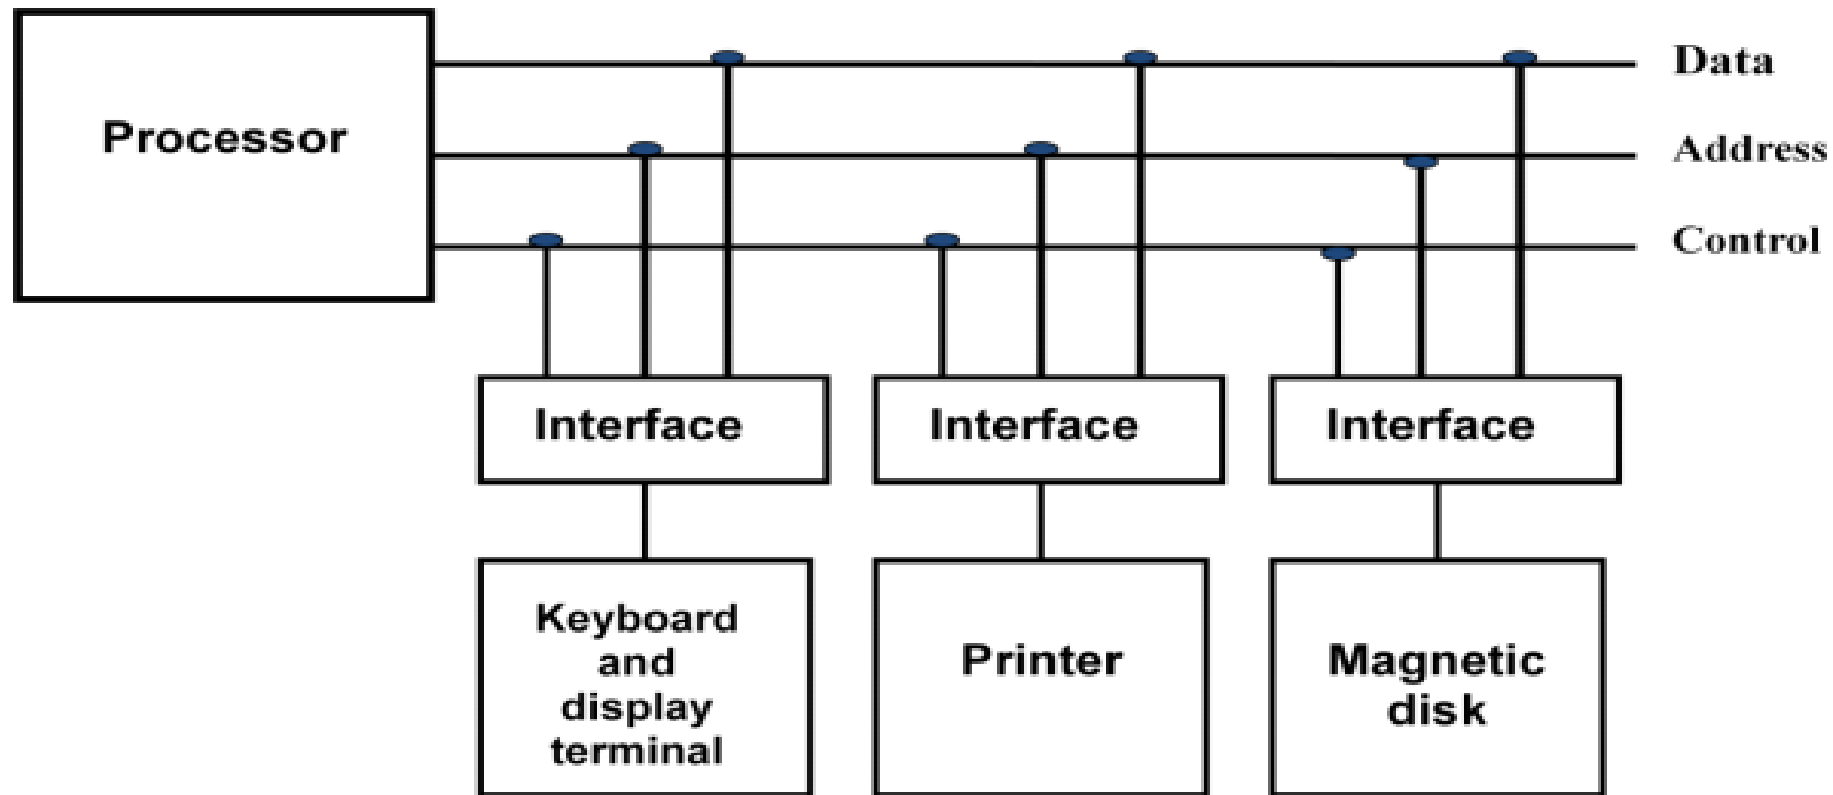 Processor
Data
Address
Control
Interface
Interface
Interface
Keyboard
and
display
terminal
Printer
Magnetic
disk